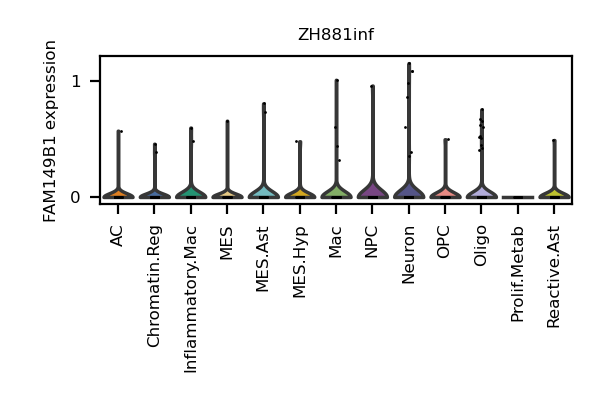 ZH881inf
FAM149B1 expression
1
0
AC
Chromatin.Reg
Inflammatory.Mac
MES
MES.Ast
MES.Hyp
Mac
NPC
Neuron
OPC
Oligo
Prolif.Metab
Reactive.Ast